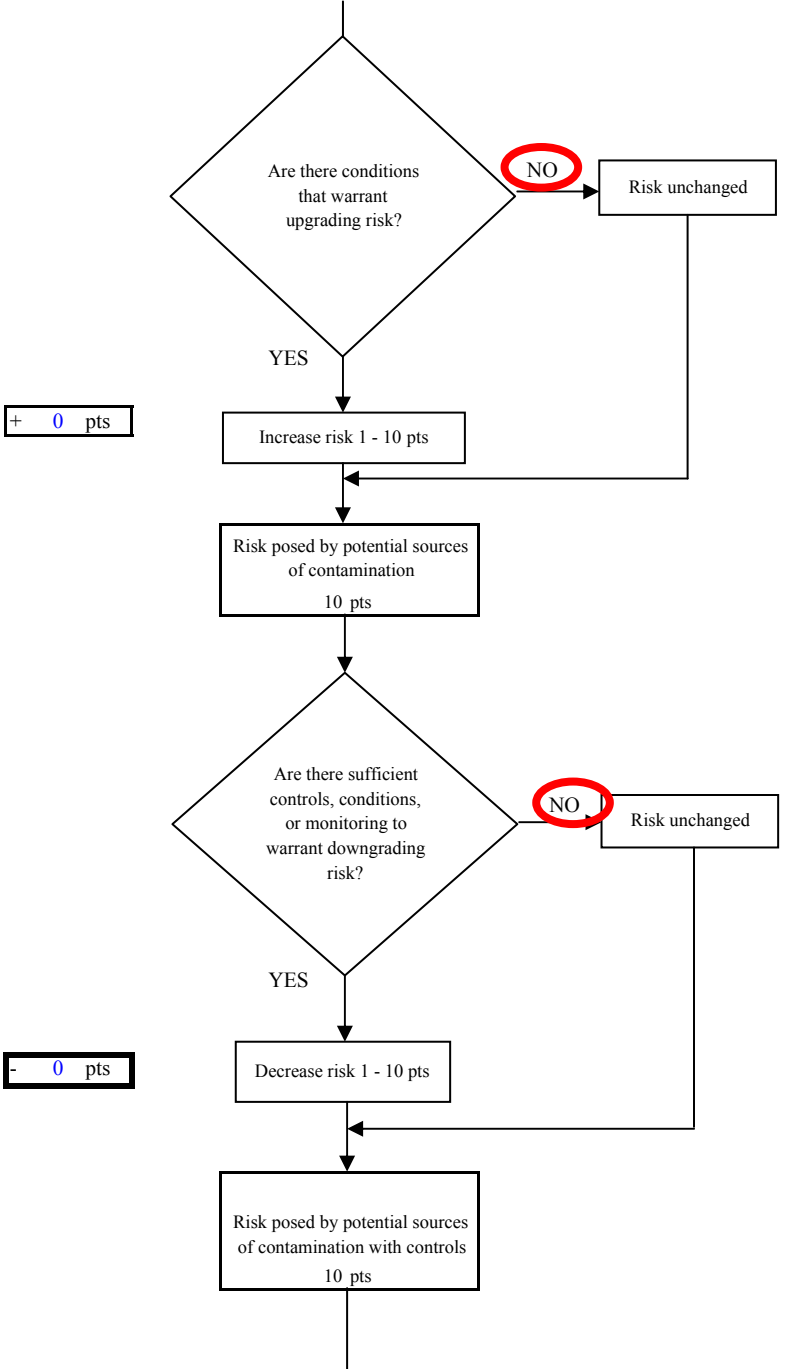 Are there conditions
that warrant
upgrading risk?
NO
Risk unchanged
YES
+ 0 pts
Increase risk 1 - 10 pts
Risk posed by potential sources
of contamination
10 pts
Are there sufficient
controls, conditions,
or monitoring to
warrant downgrading
risk?
NO
Risk unchanged
YES
- 0 pts
Decrease risk 1 - 10 pts
Risk posed by potential sources
of contamination with controls
10 pts